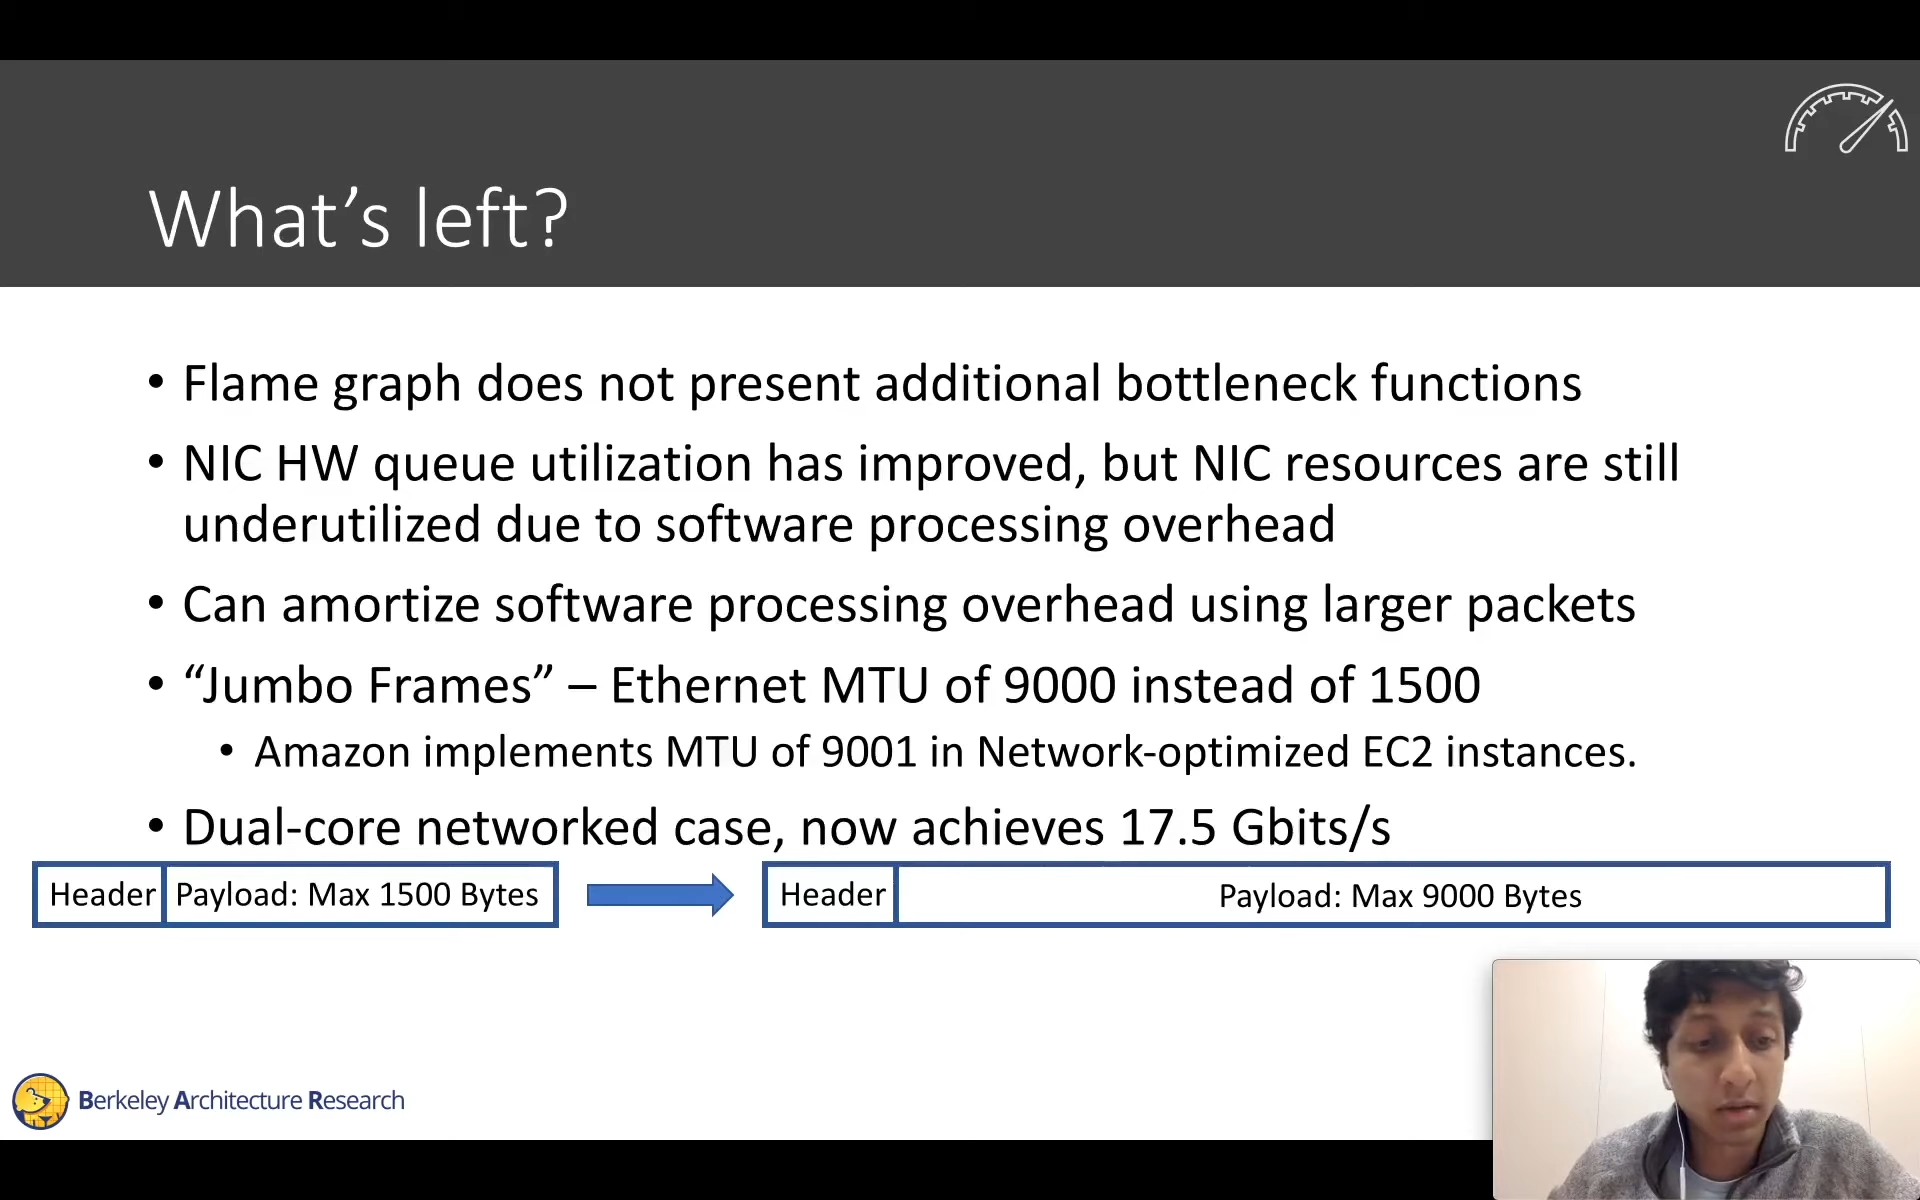 What’s left?
• Flame graph does not present additional bottleneck functions
• NIC HW queue utilization has improved, but NIC resources are still
underutilized due to software processing overhead
• Can amortize software processing overhead using larger packets
• “Jumbo Frames” – Ethernet MTU of 9000 instead of 1500
• Amazon implements MTU of 9001 in Network-optimized EC2 instances.
• Dual-core networked case, now achieves 17.5 Gbits/s
Header Payload: Max 1500 Bytes
Header Payload: Max 9000 Bytes
Berkeley Architecture Research